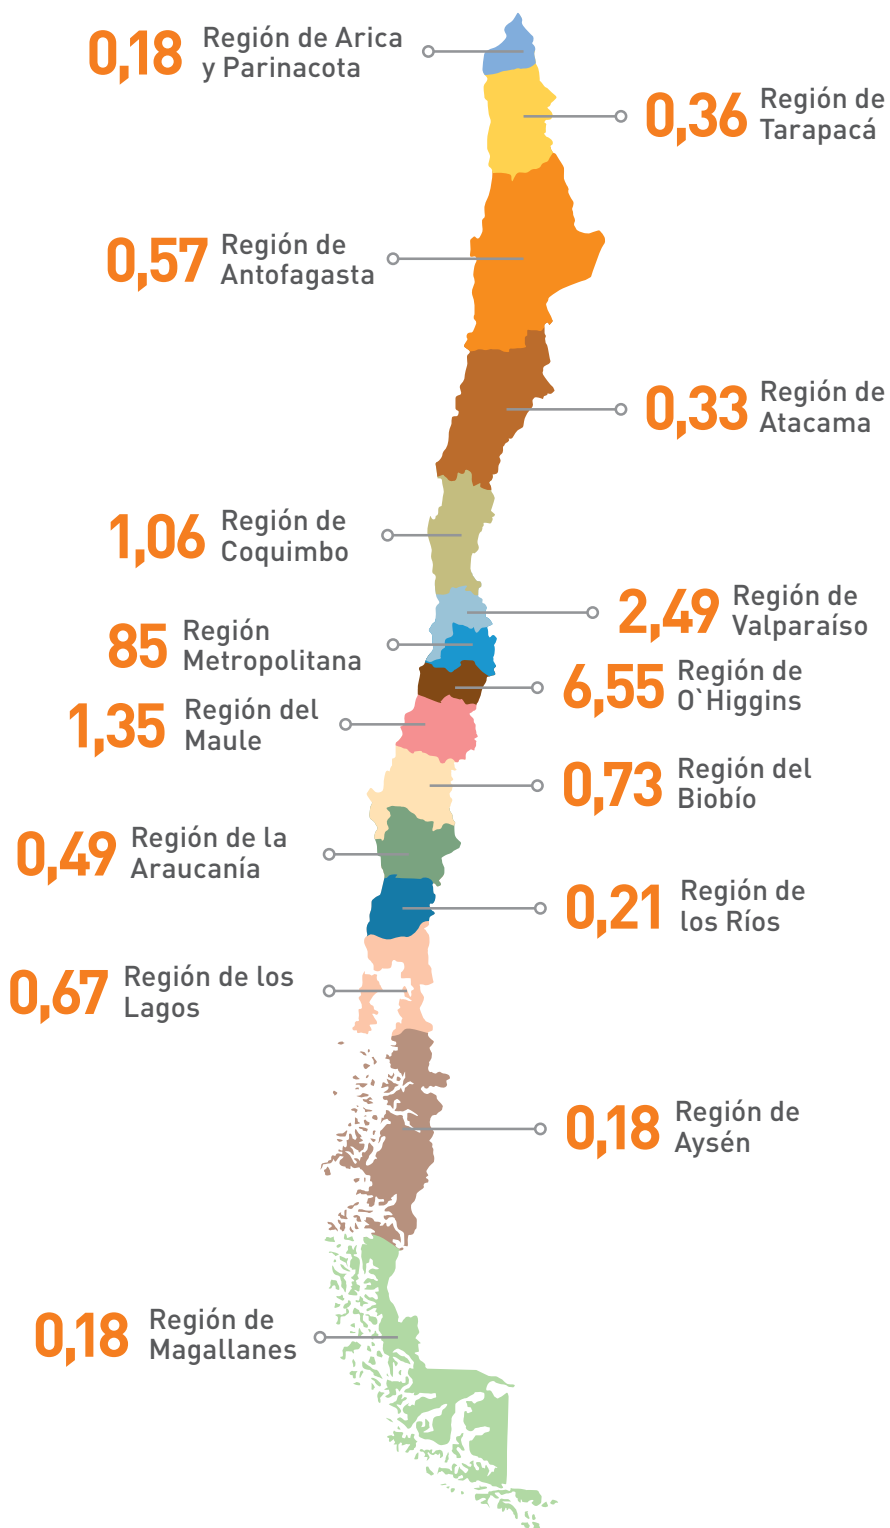 0,18
Región de Arica
y Parinacota
0,36
Región de
Tarapacá
0,57
Región de
Antofagasta
0,33
Región de
Atacama
1,06
Región de
Coquimbo
2,49
Región de
Valparaíso
85
Región
Metropolitana
6,55
Región de
O`Higgins
1,35
Región del
Maule
0,73
Región del
Biobío
0,49
Región de la
Araucanía
0,21
Región de
los Ríos
0,67
Región de los
Lagos
0,18
Región de
Aysén
0,18
Región de
Magallanes